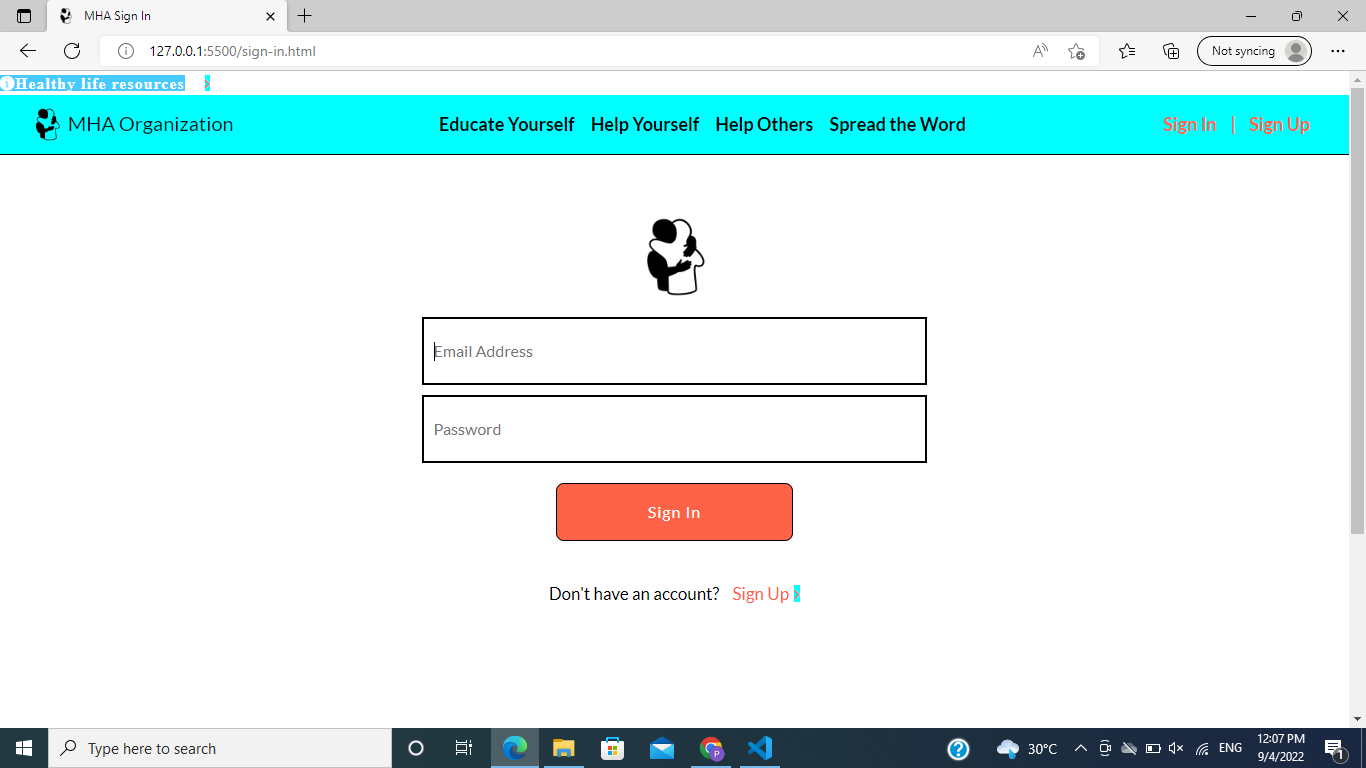 MHA Sign In
127.0.0.1:5500/sign-in.html
Not syncing
Healthy life resources
MHA Organization
Educate Yourself Help Yourself Help Others Spread the Word
Sign In | Sign Up
Email Address
Password
Sign In
Don't have an account? Sign Up >
Type here to search
30°C
ENG
12:07 PM
9/4/2022
1